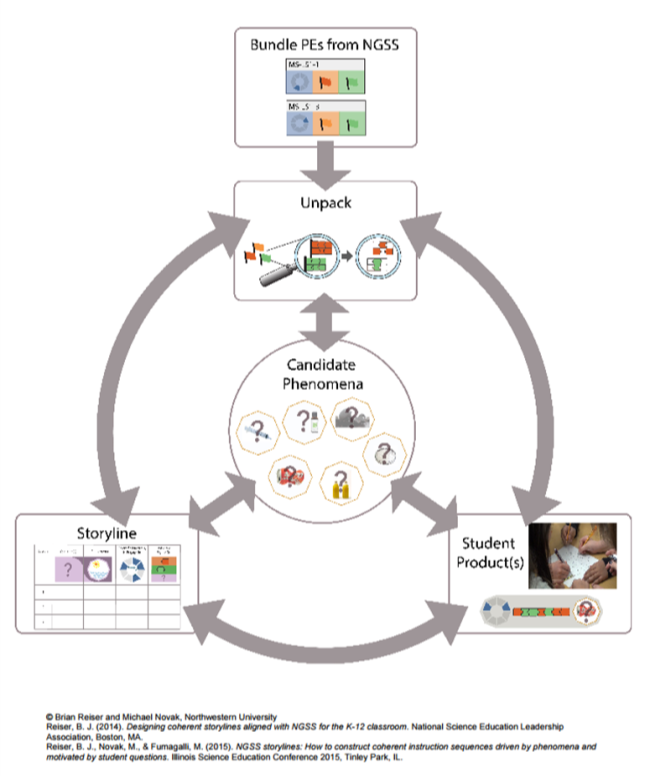 Bundle PEs from NGSS
Unpack
Candidate
Phenomena
?
?
?
?
?
?
Storyline
?
Student
Product(s)
© Brian Reiser and Michael Novak, Northwestern University
Reiser, B. J. (2014). Designing coherent storylines aligned with NGSS for the K-12 classroom. National Science Education Leadership
Association, Boston, MA.
Reiser, B. J., Novak, M., & Fumagalli, M. (2015). NGSS storylines: How to construct coherent instruction sequences driven by phenomena and
motivated by student questions. Illinois Science Education Conference 2015, Tinley Park, IL.